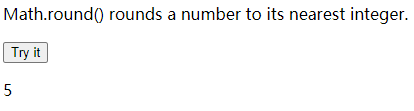 Math.round() rounds a number to its nearest integer.
Try it
5